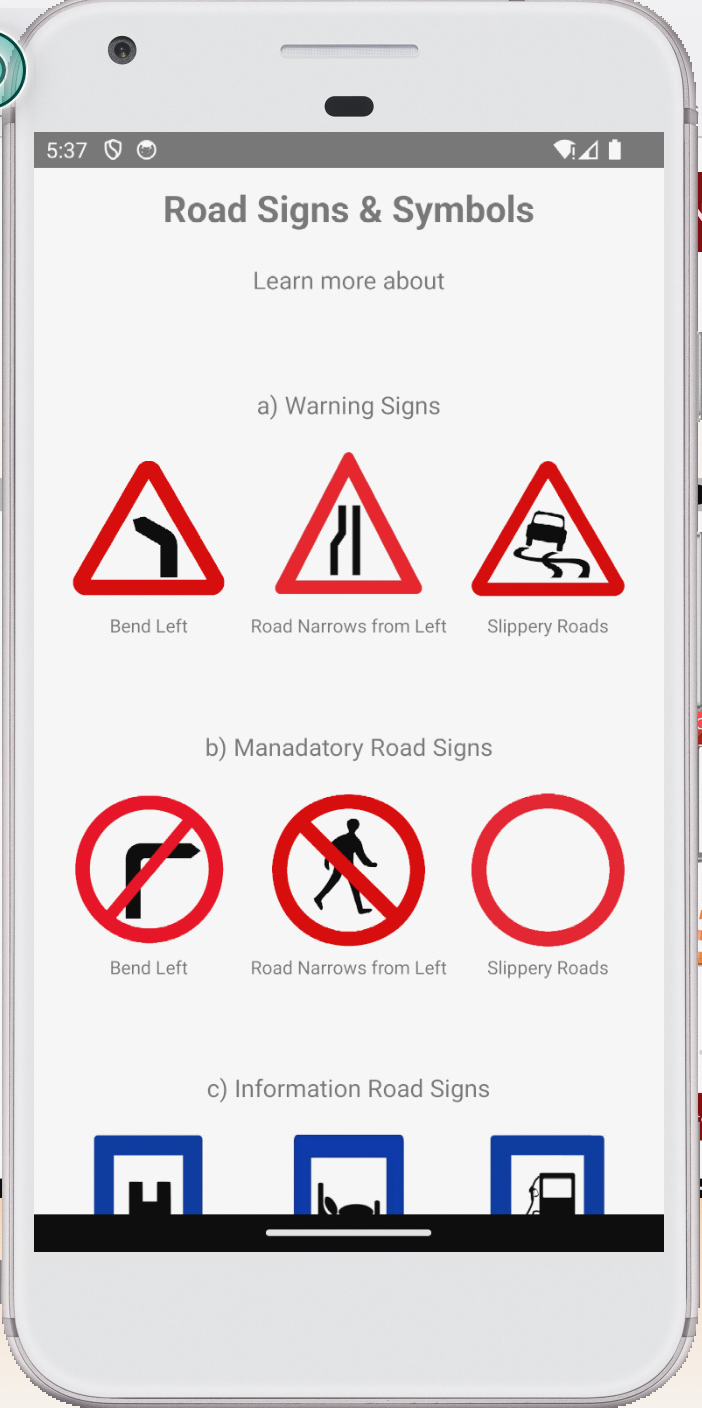 5:37
Road Signs & Symbols
Learn more about
a) Warning Signs
Bend Left
Road Narrows from Left
Slippery Roads
b) Manadatory Road Signs
Bend Left
Road Narrows from Left
Slippery Roads
c) Information Road Signs
H